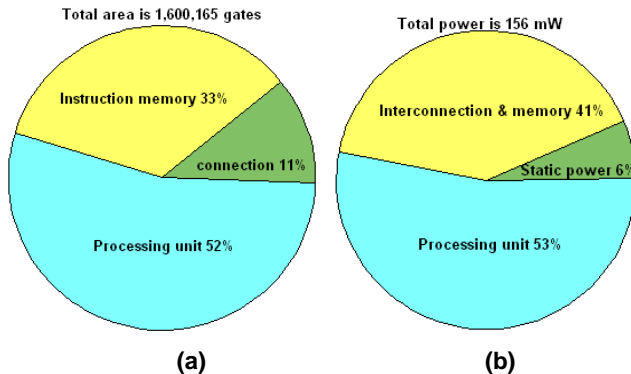 Total area is 1,600,165 gates
Instruction memory 33%
connection 11%
Processing unit 52%
(a)
Total power is 156 mW
Interconnection & memory 41%
Static power 6%
Processing unit 53%
(b)